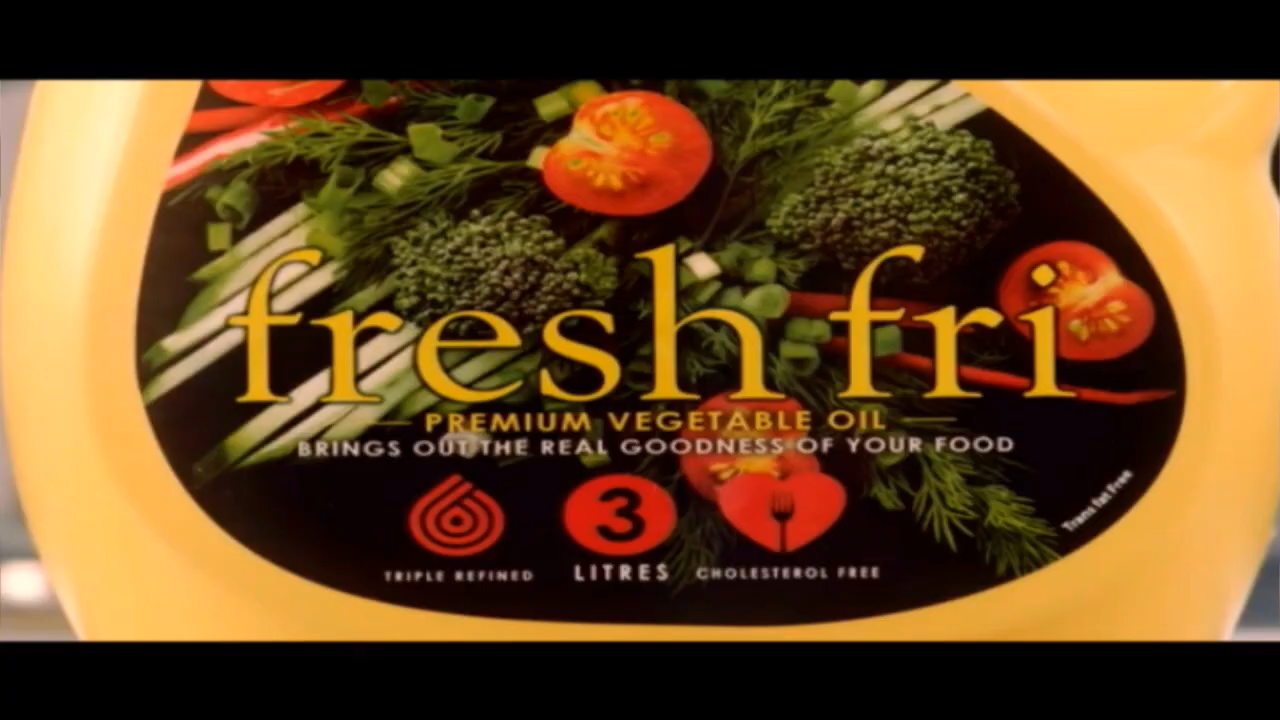 fresh fri
PREMIUM VEGETABLE OIL
BRINGS OUT THE REAL GOODNESS OF YOUR FOOD
Trans fat Free
3
TRIPLE REFINED
LITRES
CHOLESTEROL FREE